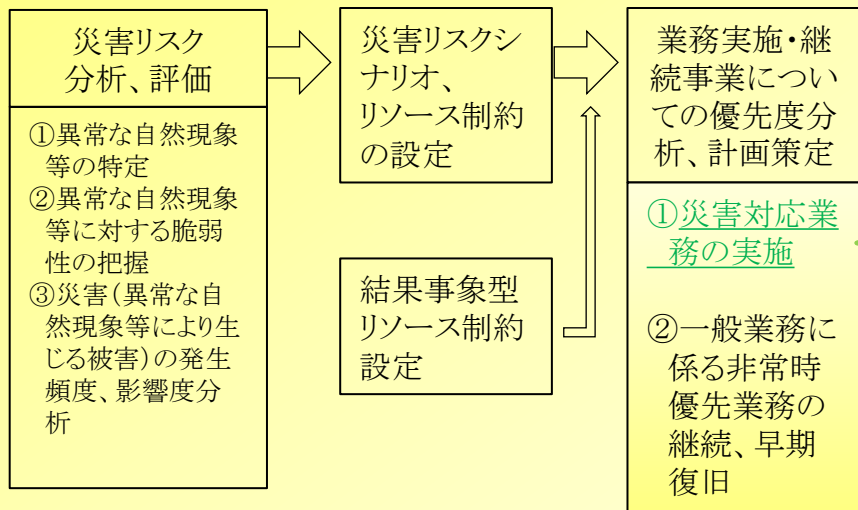 災害リスク
分析、評価
①異常な自然現象
等の特定
②異常な自然現象
等に対する脆弱
性の把握
③災害(異常な自
然現象等により生
じる被害)の発生
頻度、影響度分
析
災害リスクシ
ナリオ、
リソース制約
の設定
結果事象型
リソース制約
設定
業務実施・継
続事業につい
ての優先度分
析、計画策定
①災害対応業
務の実施
②一般業務に
係る非常時
優先業務の
継続、早期
復旧